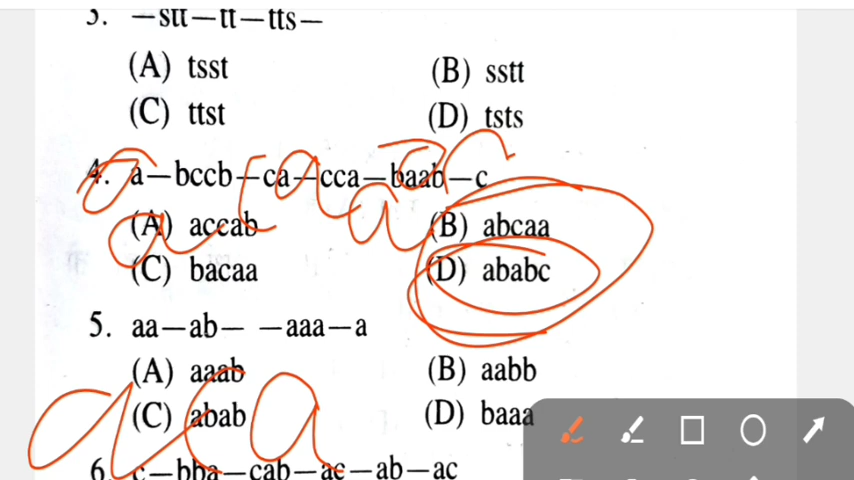 3. –stt–tt–tts–
(A) tsst (B) sstt
(C) ttst (D) tsts
4. a–bccb–ca–cca–baab–c
(A) accab (B) abcaa
(C) bacaa (D) ababc
5. aa–ab– –aaa–a
(A) aaab (B) aabb
(C) abab (D) baaa
6. c–bba–cab–ac–ab–ac